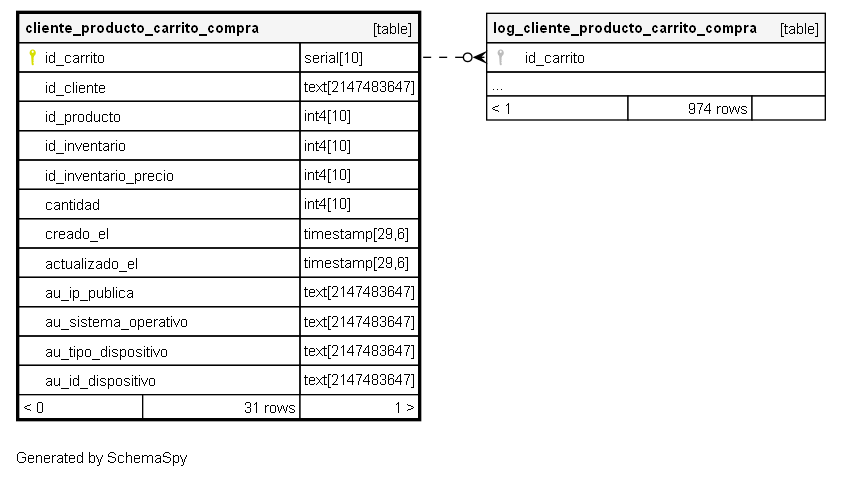 cliente_producto_carrito_compra [table]
id_carrito serial[10]
id_cliente text[2147483647]
id_producto int4[10]
id_inventario int4[10]
id_inventario_precio int4[10]
cantidad int4[10]
creado_el timestamp[29,6]
actualizado_el timestamp[29,6]
au_ip_publica text[2147483647]
au_sistema_operativo text[2147483647]
au_tipo_dispositivo text[2147483647]
au_id_dispositivo text[2147483647]
< 0 31 rows 1 >
log_cliente_producto_carrito_compra [table]
id_carrito
...
< 1 974 rows
Generated by SchemaSpy